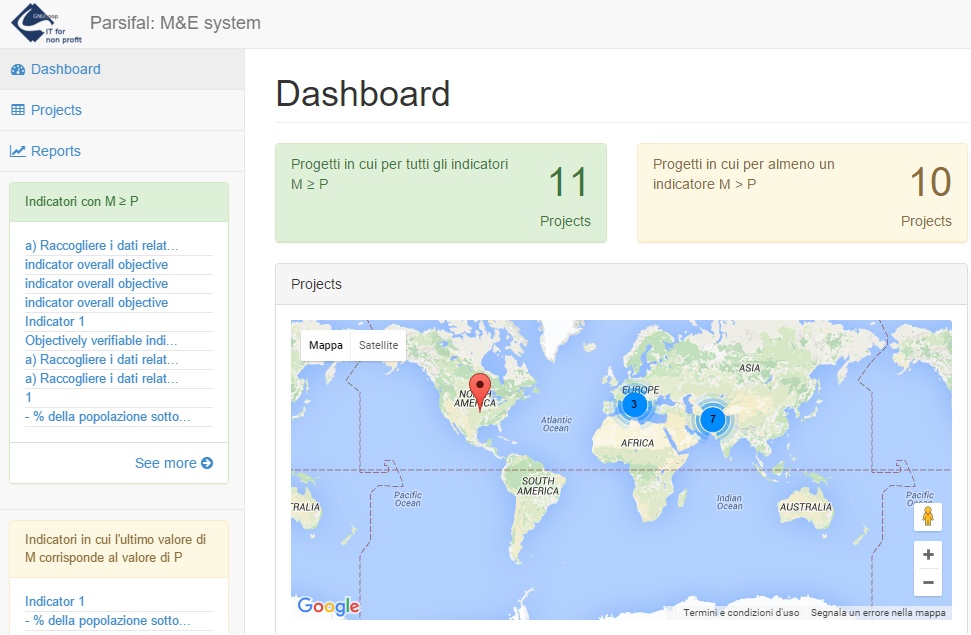 GNUcoop
IT for
non profit
Parsifal: M&E system
Dashboard
Projects
Reports
Indicatori con M ≥ P
a) Raccogliere i dati relat...
indicator overall objective
indicator overall objective
indicator overall objective
Indicator 1
Objectively verifiable indi...
a) Raccogliere i dati relat...
a) Raccogliere i dati relat...
1
- % della popolazione sotto...
See more
Indicatori in cui l'ultimo valore di
M corrisponde al valore di P
Indicator 1
- % della popolazione sotto...
Dashboard
Progetti in cui per tutti gli indicatori
M ≥ P
11
Projects
Progetti in cui per almeno un
indicatore M > P
10
Projects
Projects
Mappa Satellite
ASIA
EUROPE
NORTH
AMERICA
3
7
Atlantic
Ocean
AFRICA
SOUTH
AMERICA
Pacific
Ocean
Indian
Ocean
Pacific
Ocean
RALIA
AUSTRALIA
+
−
Google
Termini e condizioni d'uso Segnala un errore nella mappa